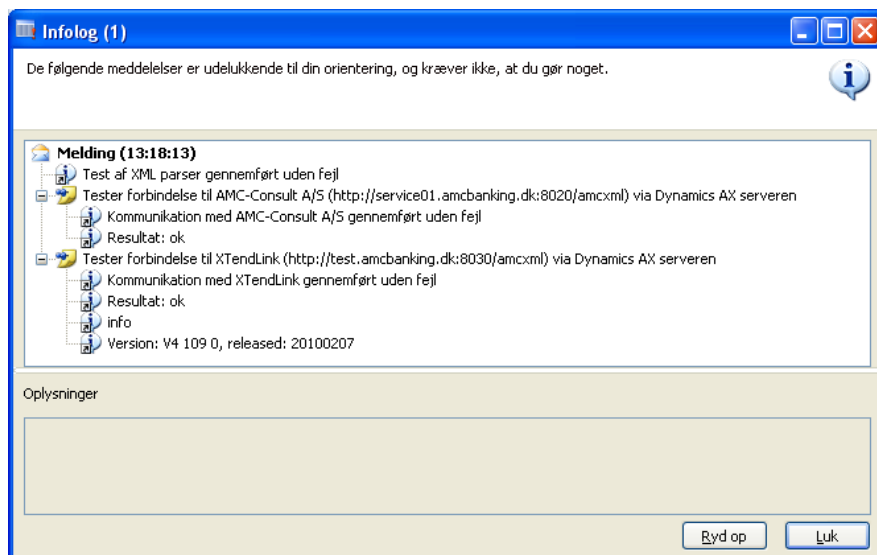 Infolog (1)
De følgende meddelelser er udelukkende til din orientering, og kræver ikke, at du gør noget.
Melding (13:18:13)
Test af XML parser gennemført uden fejl
Tester forbindelse til AMC-Consult A/S (http://service01.amcbanking.dk:8020/amcxml) via Dynamics AX serveren
Kommunikation med AMC-Consult A/S gennemført uden fejl
Resultat: ok
Tester forbindelse til XTendLink (http://test.amcbanking.dk:8030/amcxml) via Dynamics AX serveren
Kommunikation med XTendLink gennemført uden fejl
Resultat: ok
info
Version: V4 109 0, released: 20100207
Oplysninger
Ryd op Luk